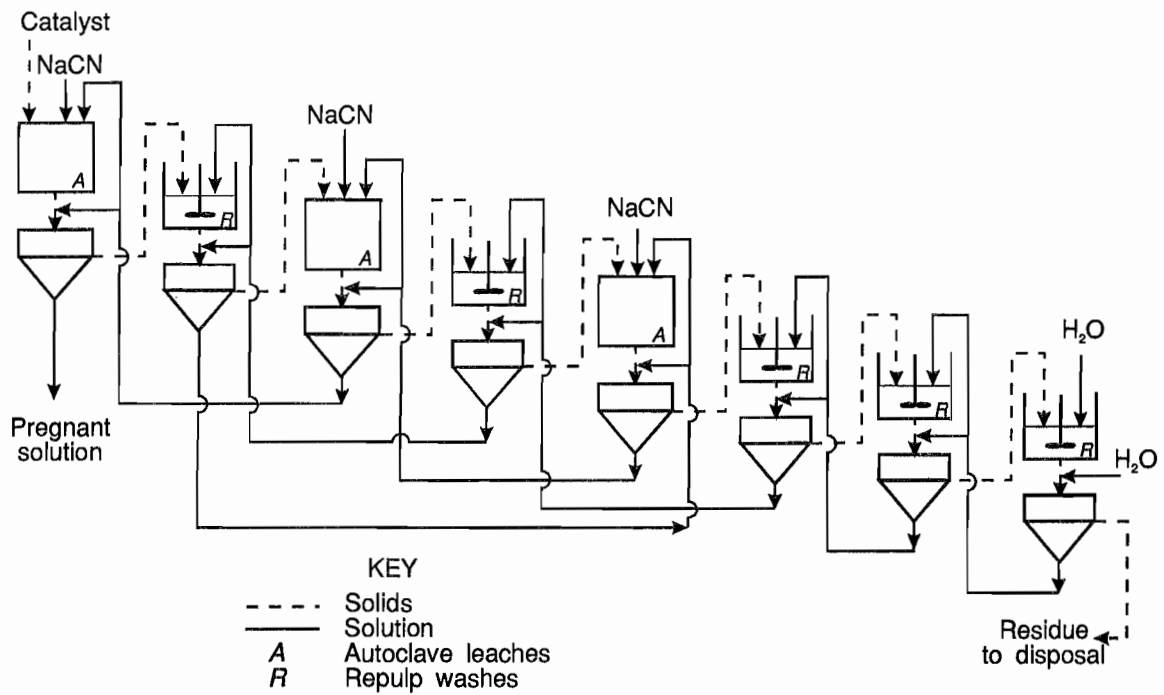 Catalyst
NaCN
A
R
NaCN
A
R
NaCN
A
R
R
H₂O
R
H₂O
Pregnant
solution
KEY
Solids
Solution
A Autoclave leaches
R Repulp washes
Residue
to disposal